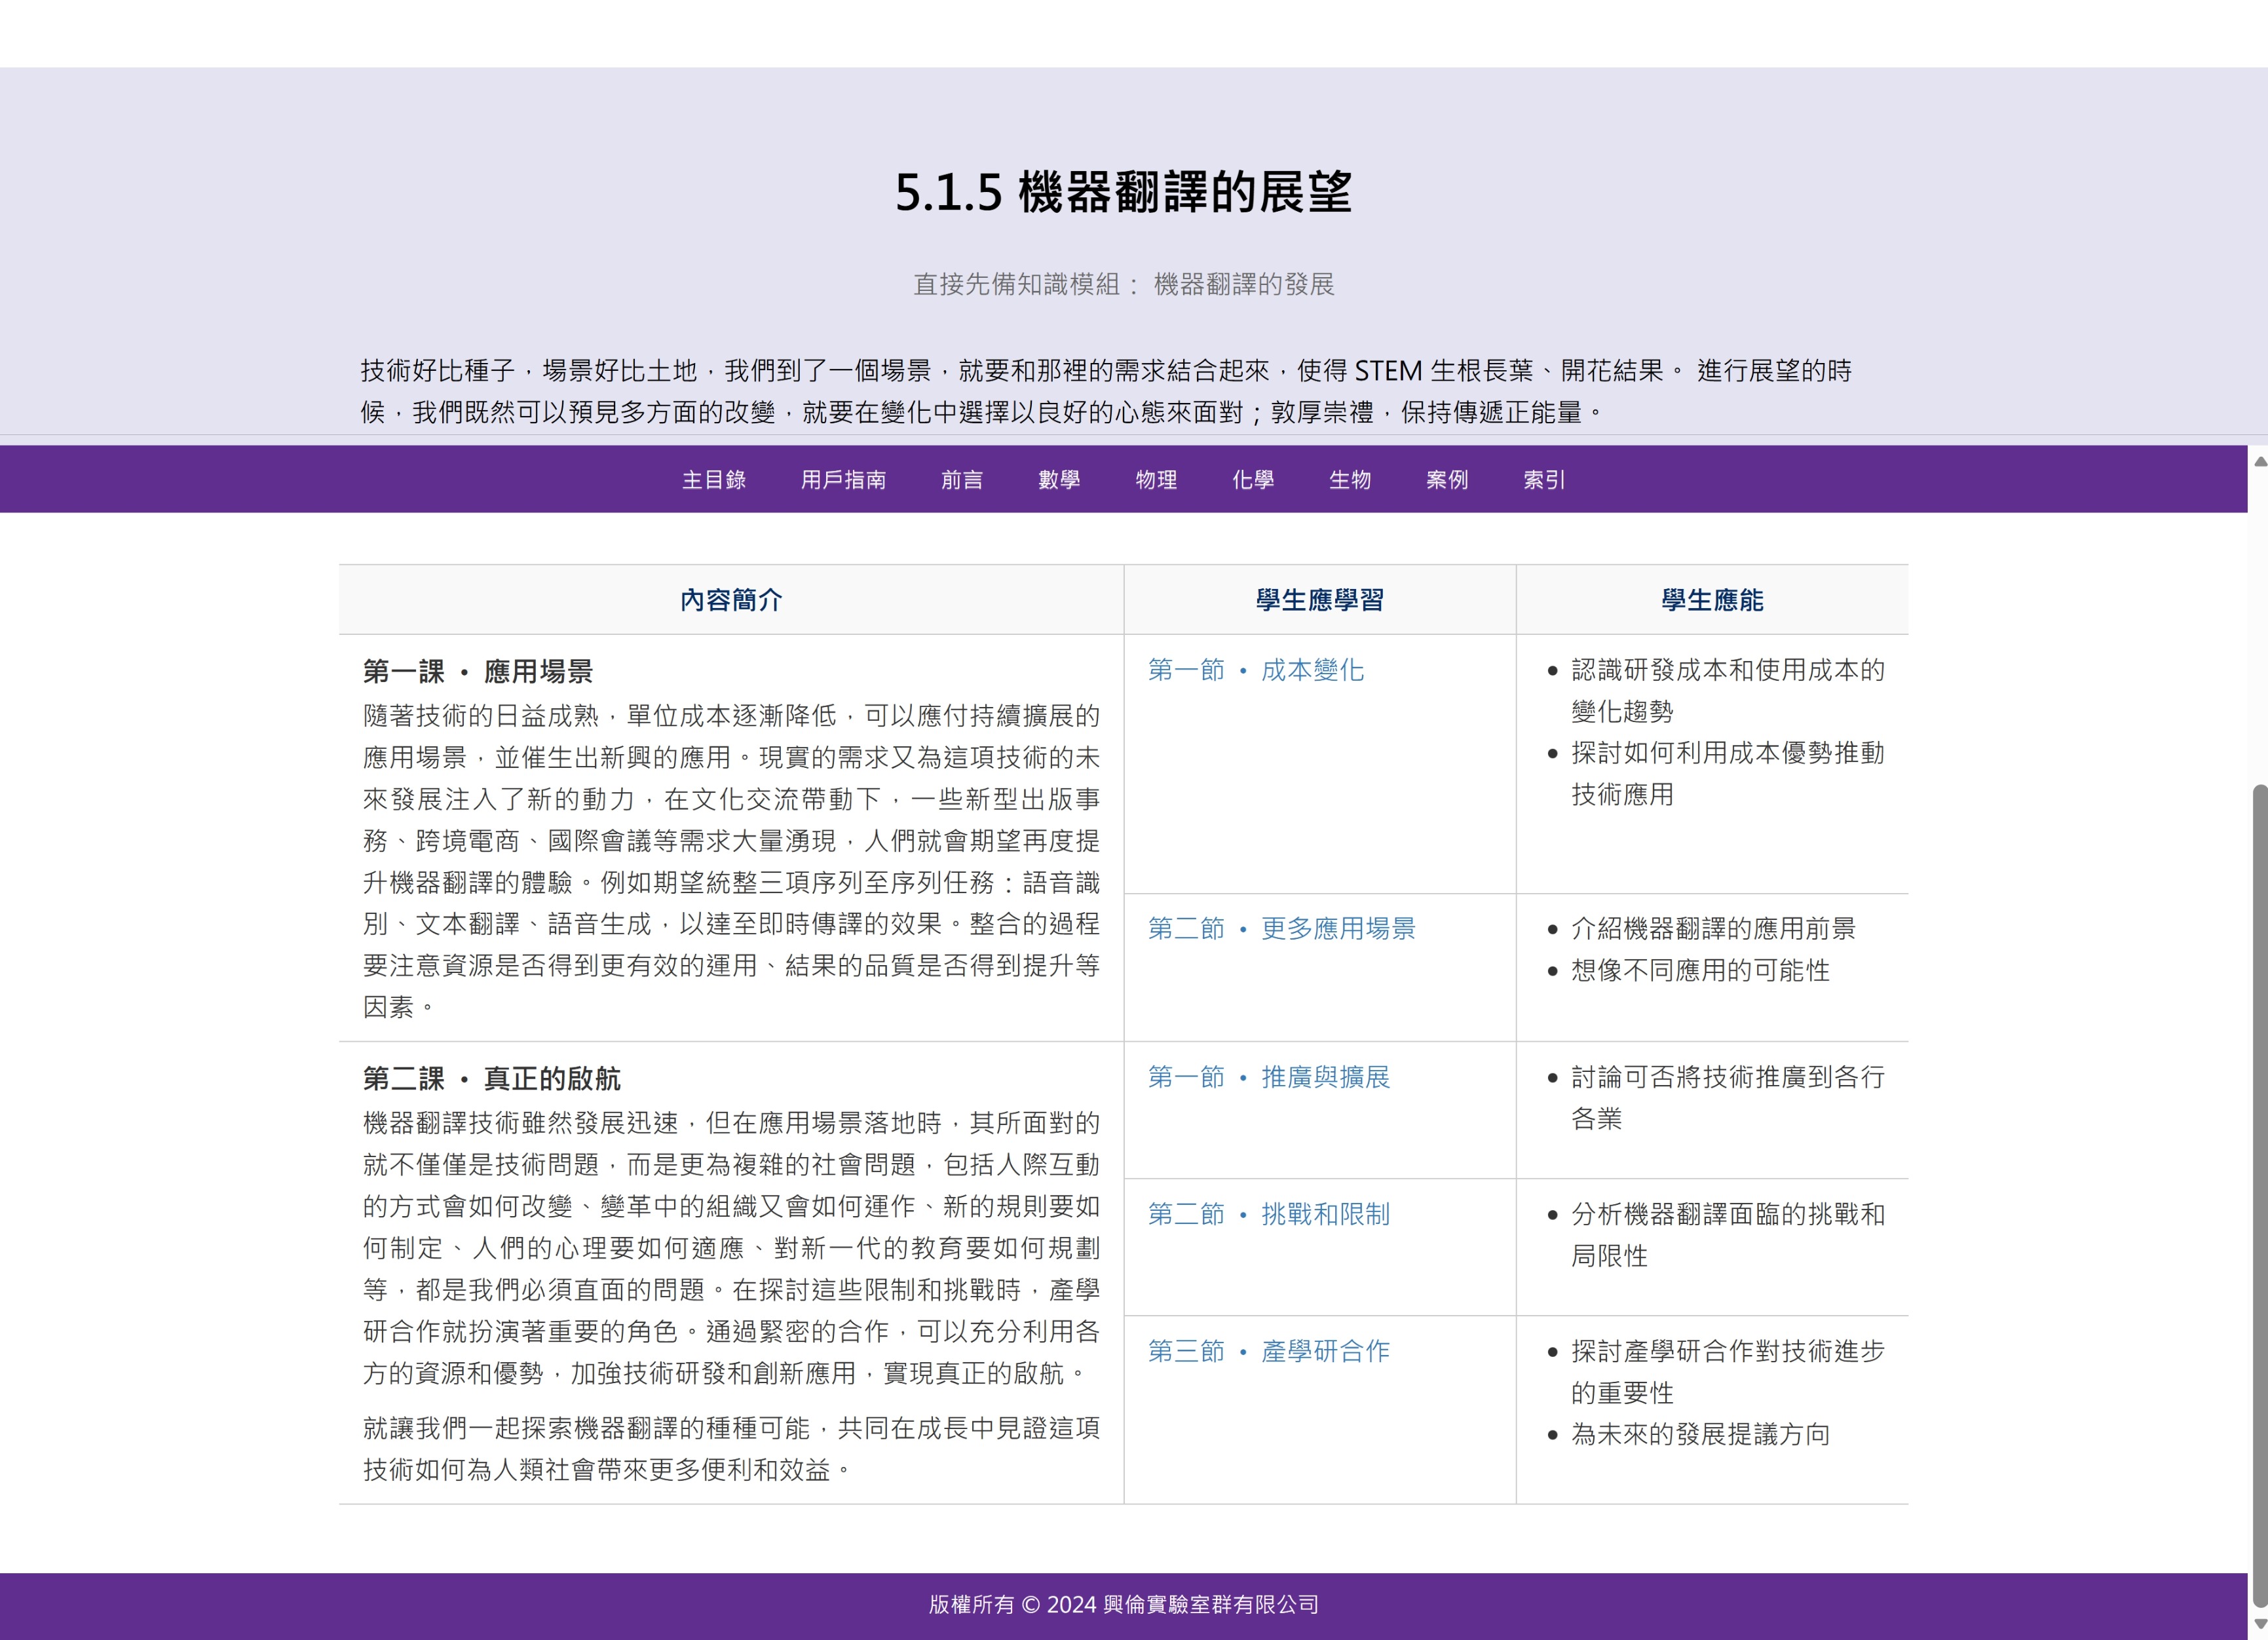 5.1.5 機器翻譯的展望
直接先備知識模組： 機器翻譯的發展
技術好比種子，場景好比土地，我們到了一個場景，就要和那裡的需求結合起來，使得 STEM 生根長葉、開花結果。 進行展望的時
候，我們既然可以預見多方面的改變，就要在變化中選擇以良好的心態來面對；敦厚崇禮，保持傳遞正能量。
主目錄 用戶指南 前言 數學 物理 化學 生物 案例 索引
內容簡介 學生應學習 學生應能
第一課 • 應用場景
隨著技術的日益成熟，單位成本逐漸降低，可以應付持續擴展的
應用場景，並催生出新興的應用。現實的需求又為這項技術的未
來發展注入了新的動力，在文化交流帶動下，一些新型出版事
務、跨境電商、國際會議等需求大量湧現，人們就會期望再度提
升機器翻譯的體驗。例如期望統整三項序列至序列任務：語音識
別、文本翻譯、語音生成，以達至即時傳譯的效果。整合的過程
要注意資源是否得到更有效的運用、結果的品質是否得到提升等
因素。
第一節 • 成本變化
• 認識研發成本和使用成本的
變化趨勢
• 探討如何利用成本優勢推動
技術應用
第二節 • 更多應用場景
• 介紹機器翻譯的應用前景
• 想像不同應用的可能性
第二課 • 真正的啟航
機器翻譯技術雖然發展迅速，但在應用場景落地時，其所面對的
就不僅僅是技術問題，而是更為複雜的社會問題，包括人際互動
的方式會如何改變、變革中的組織又會如何運作、新的規則要如
何制定、人們的心理要如何適應、對新一代的教育要如何規劃
等，都是我們必須直面的問題。在探討這些限制和挑戰時，產學
研合作就扮演著重要的角色。通過緊密的合作，可以充分利用各
方的資源和優勢，加強技術研發和創新應用，實現真正的啟航。
就讓我們一起探索機器翻譯的種種可能，共同在成長中見證這項
技術如何為人類社會帶來更多便利和效益。
第一節 • 推廣與擴展
• 討論可否將技術推廣到各行
各業
第二節 • 挑戰和限制
• 分析機器翻譯面臨的挑戰和
局限性
第三節 • 產學研合作
• 探討產學研合作對技術進步
的重要性
• 為未來的發展提議方向
版權所有 © 2024 興倫實驗室群有限公司